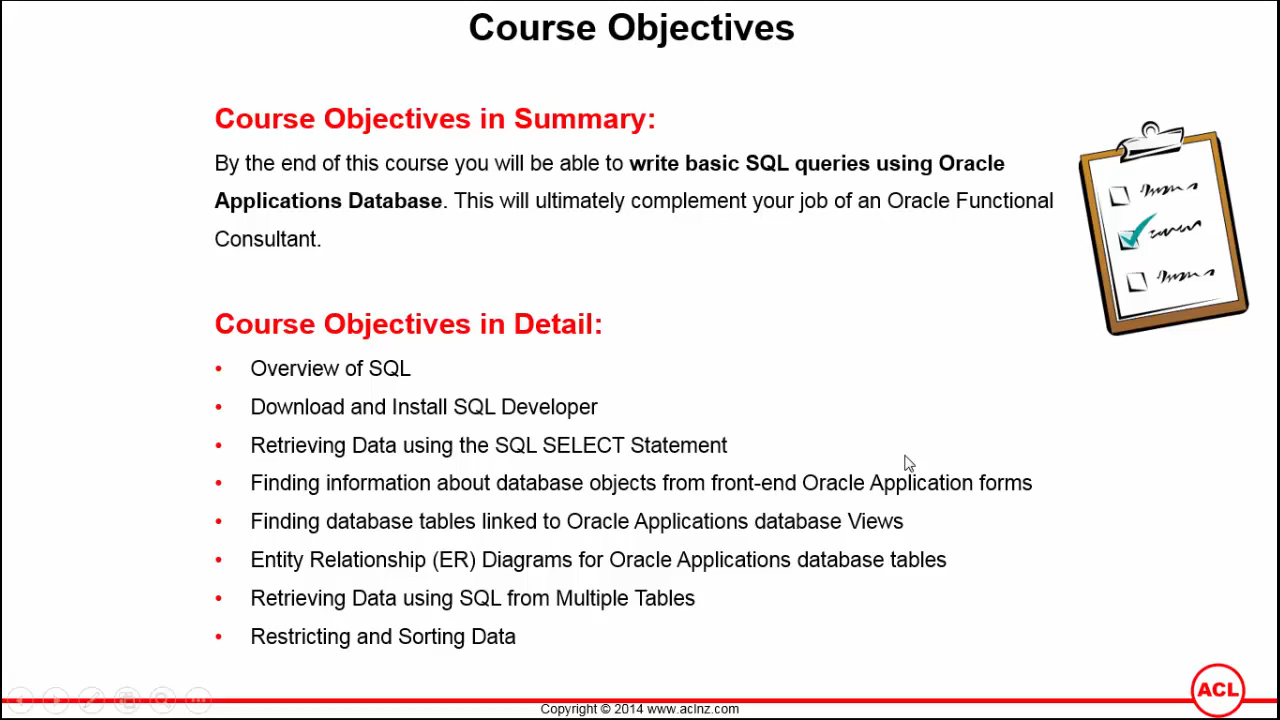 Course Objectives
Course Objectives in Summary:
By the end of this course you will be able to write basic SQL queries using Oracle
Applications Database. This will ultimately complement your job of an Oracle Functional
Consultant.
Course Objectives in Detail:
• Overview of SQL
• Download and Install SQL Developer
• Retrieving Data using the SQL SELECT Statement
• Finding information about database objects from front-end Oracle Application forms
• Finding database tables linked to Oracle Applications database Views
• Entity Relationship (ER) Diagrams for Oracle Applications database tables
• Retrieving Data using SQL from Multiple Tables
• Restricting and Sorting Data
ACL
Copyright © 2014 www.aclnz.com